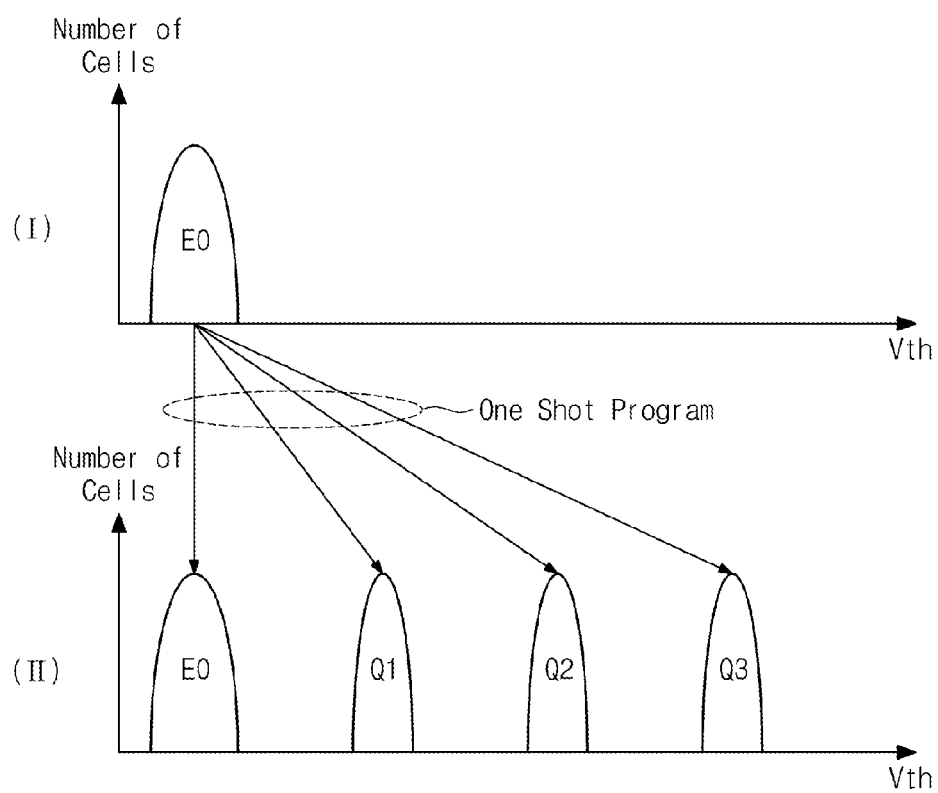 Number of
Cells
(I)
E0
Vth
One Shot Program
Number of
Cells
(II)
E0
Q1
Q2
Q3
Vth